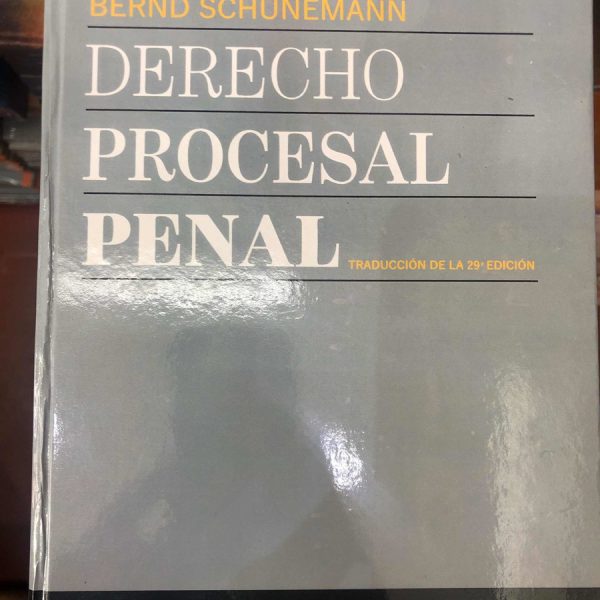 BERND SCHÜNEMANN
DERECHO
PROCESAL
PENAL
TRADUCCIÓN DE LA 29ª EDICIÓN